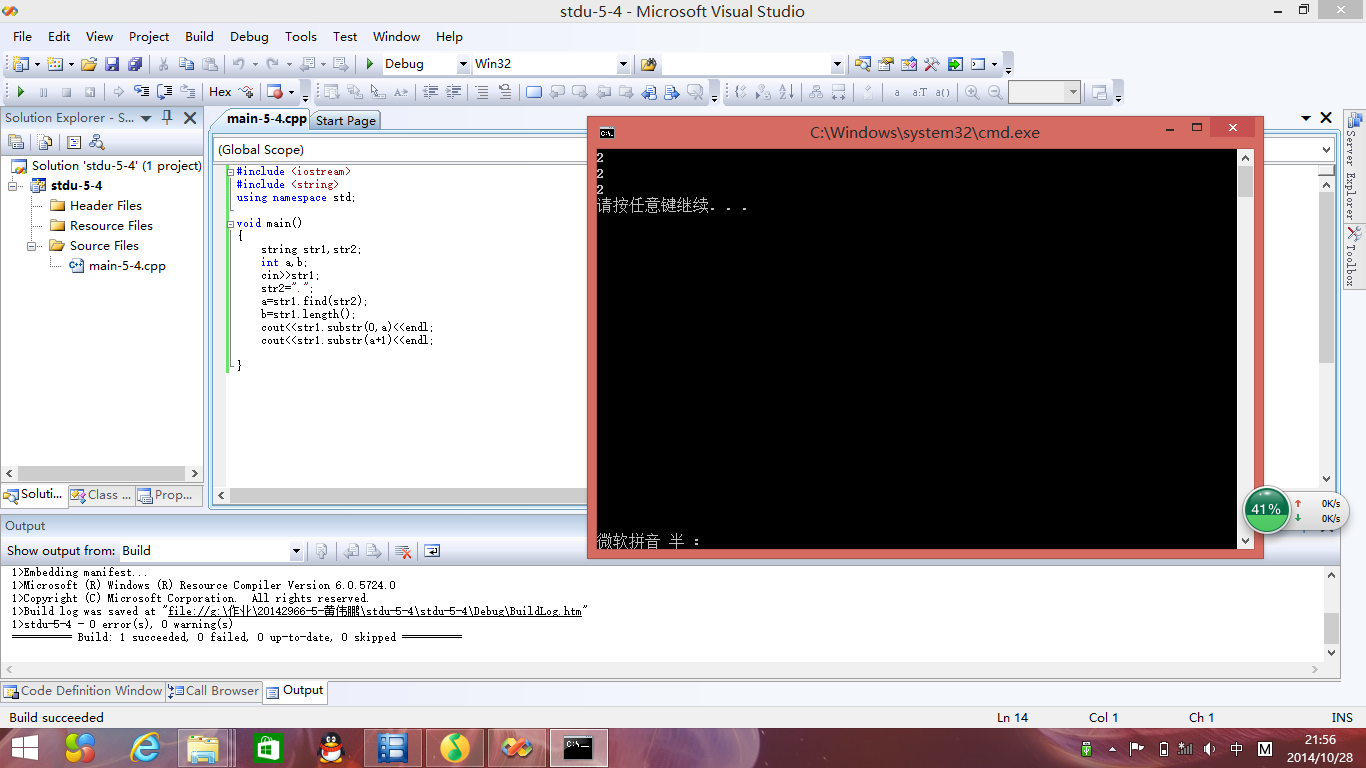 stdu-5-4 - Microsoft Visual Studio
File Edit View Project Build Debug Tools Test Window Help
Debug Win32
Hex
Solution Explorer - S...
main-5-4.cpp Start Page
(Global Scope)
Solution 'stdu-5-4' (1 project)
stdu-5-4
Header Files
Resource Files
Source Files
main-5-4.cpp
#include <iostream>
#include <string>
using namespace std;
void main()
{
string str1,str2;
int a,b;
cin>>str1;
str2=".";
a=str1.find(str2);
b=str1.length();
cout<<str1.substr(0,a)<<endl;
cout<<str1.substr(a+1)<<endl;
}
C:\Windows\system32\cmd.exe
2
2
2
请按任意键继续. . .
微软拼音 半 :
Server Explorer
Toolbox
41%
0K/s
0K/s
Soluti... Class ... Prop...
Output
Show output from: Build
1>Embedding manifest...
1>Microsoft (R) Windows (R) Resource Compiler Version 6.0.5724.0
1>Copyright (C) Microsoft Corporation. All rights reserved.
1>Build log was saved at "file://g:\作业\20142966-5-黄伟鹏\stdu-5-4\stdu-5-4\Debug\BuildLog.htm"
1>stdu-5-4 - 0 error(s), 0 warning(s)
========== Build: 1 succeeded, 0 failed, 0 up-to-date, 0 skipped ==========
Code Definition Window Call Browser Output
Build succeeded Ln 14 Col 1 Ch 1 INS
中 M
21:56
2014/10/28